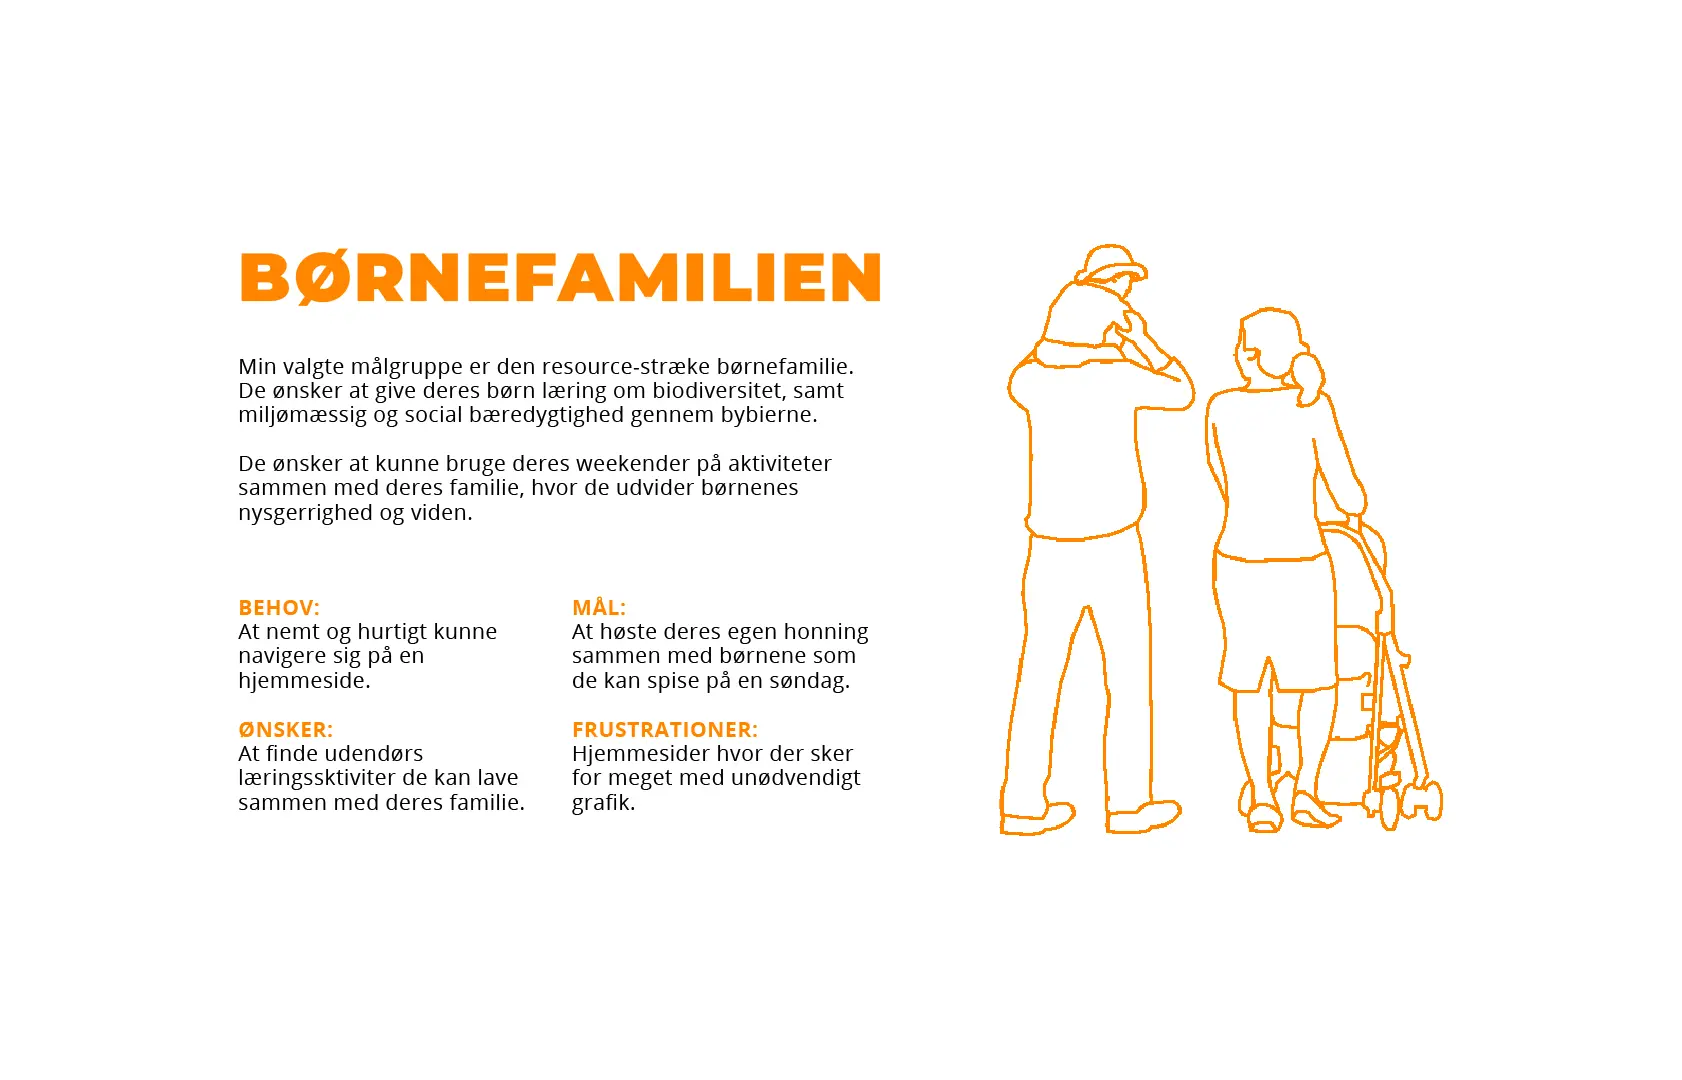 BØRNEFAMILIEN
Min valgte målgruppe er den resource-stræke børnefamilie.
De ønsker at give deres børn læring om biodiversitet, samt
miljømæssig og social bæredygtighed gennem bybierne.
De ønsker at kunne bruge deres weekender på aktiviteter
sammen med deres familie, hvor de udvider børnenes
nysgerrighed og viden.
BEHOV:
At nemt og hurtigt kunne
navigere sig på en
hjemmeside.
MÅL:
At høste deres egen honning
sammen med børnene som
de kan spise på en søndag.
ØNSKER:
At finde udendørs
læringssktiviter de kan lave
sammen med deres familie.
FRUSTRATIONER:
Hjemmesider hvor der sker
for meget med unødvendigt
grafik.